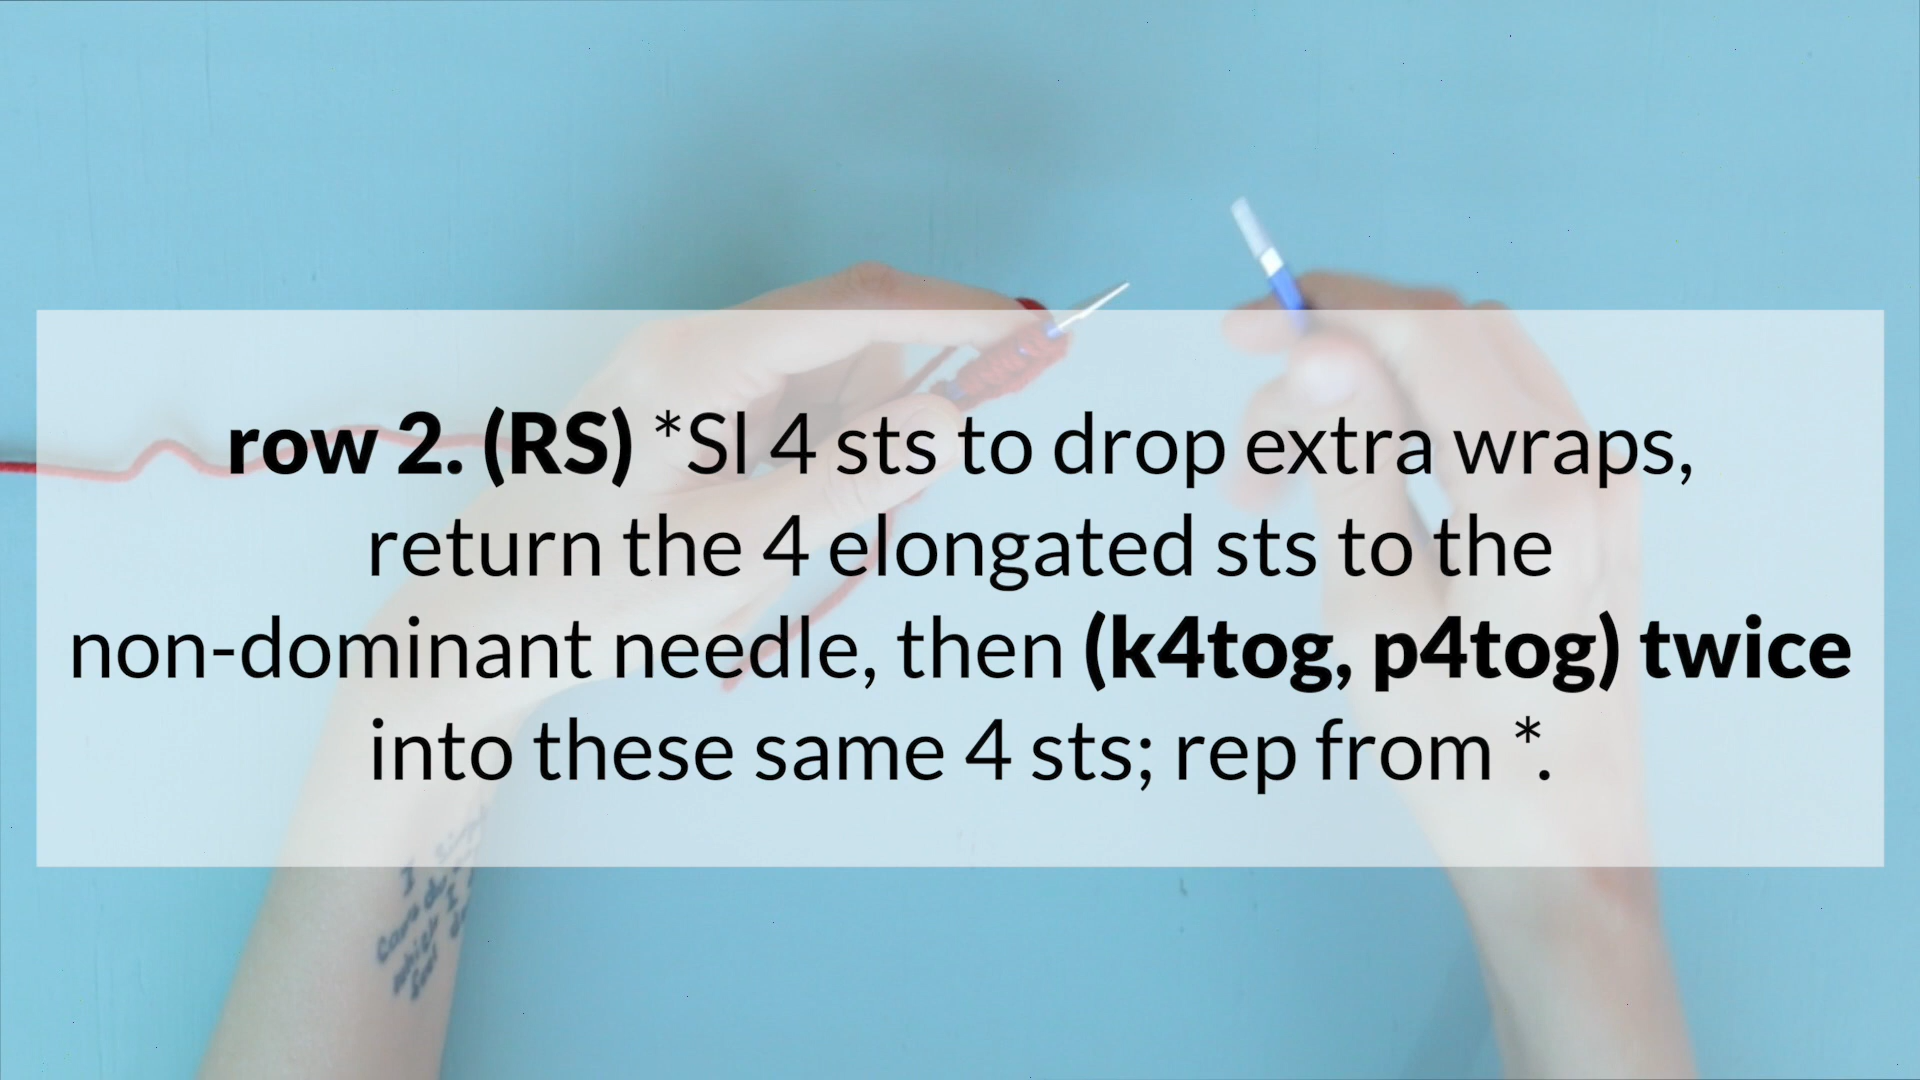 row 2. (RS) *Sl 4 sts to drop extra wraps,
return the 4 elongated sts to the
non-dominant needle, then (k4tog, p4tog) twice
into these same 4 sts; rep from *.
I
which I